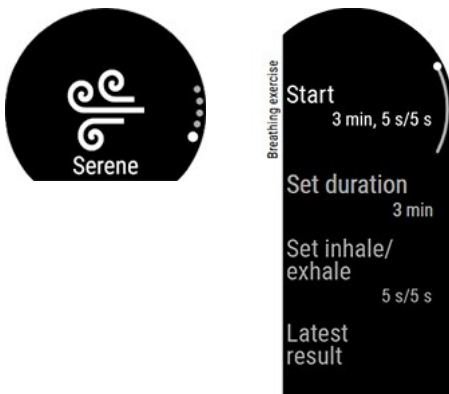 Serene
Breathing exercise
Start
3 min, 5 s/5 s
Set duration
3 min
Set inhale/
exhale
5 s/5 s
Latest
result